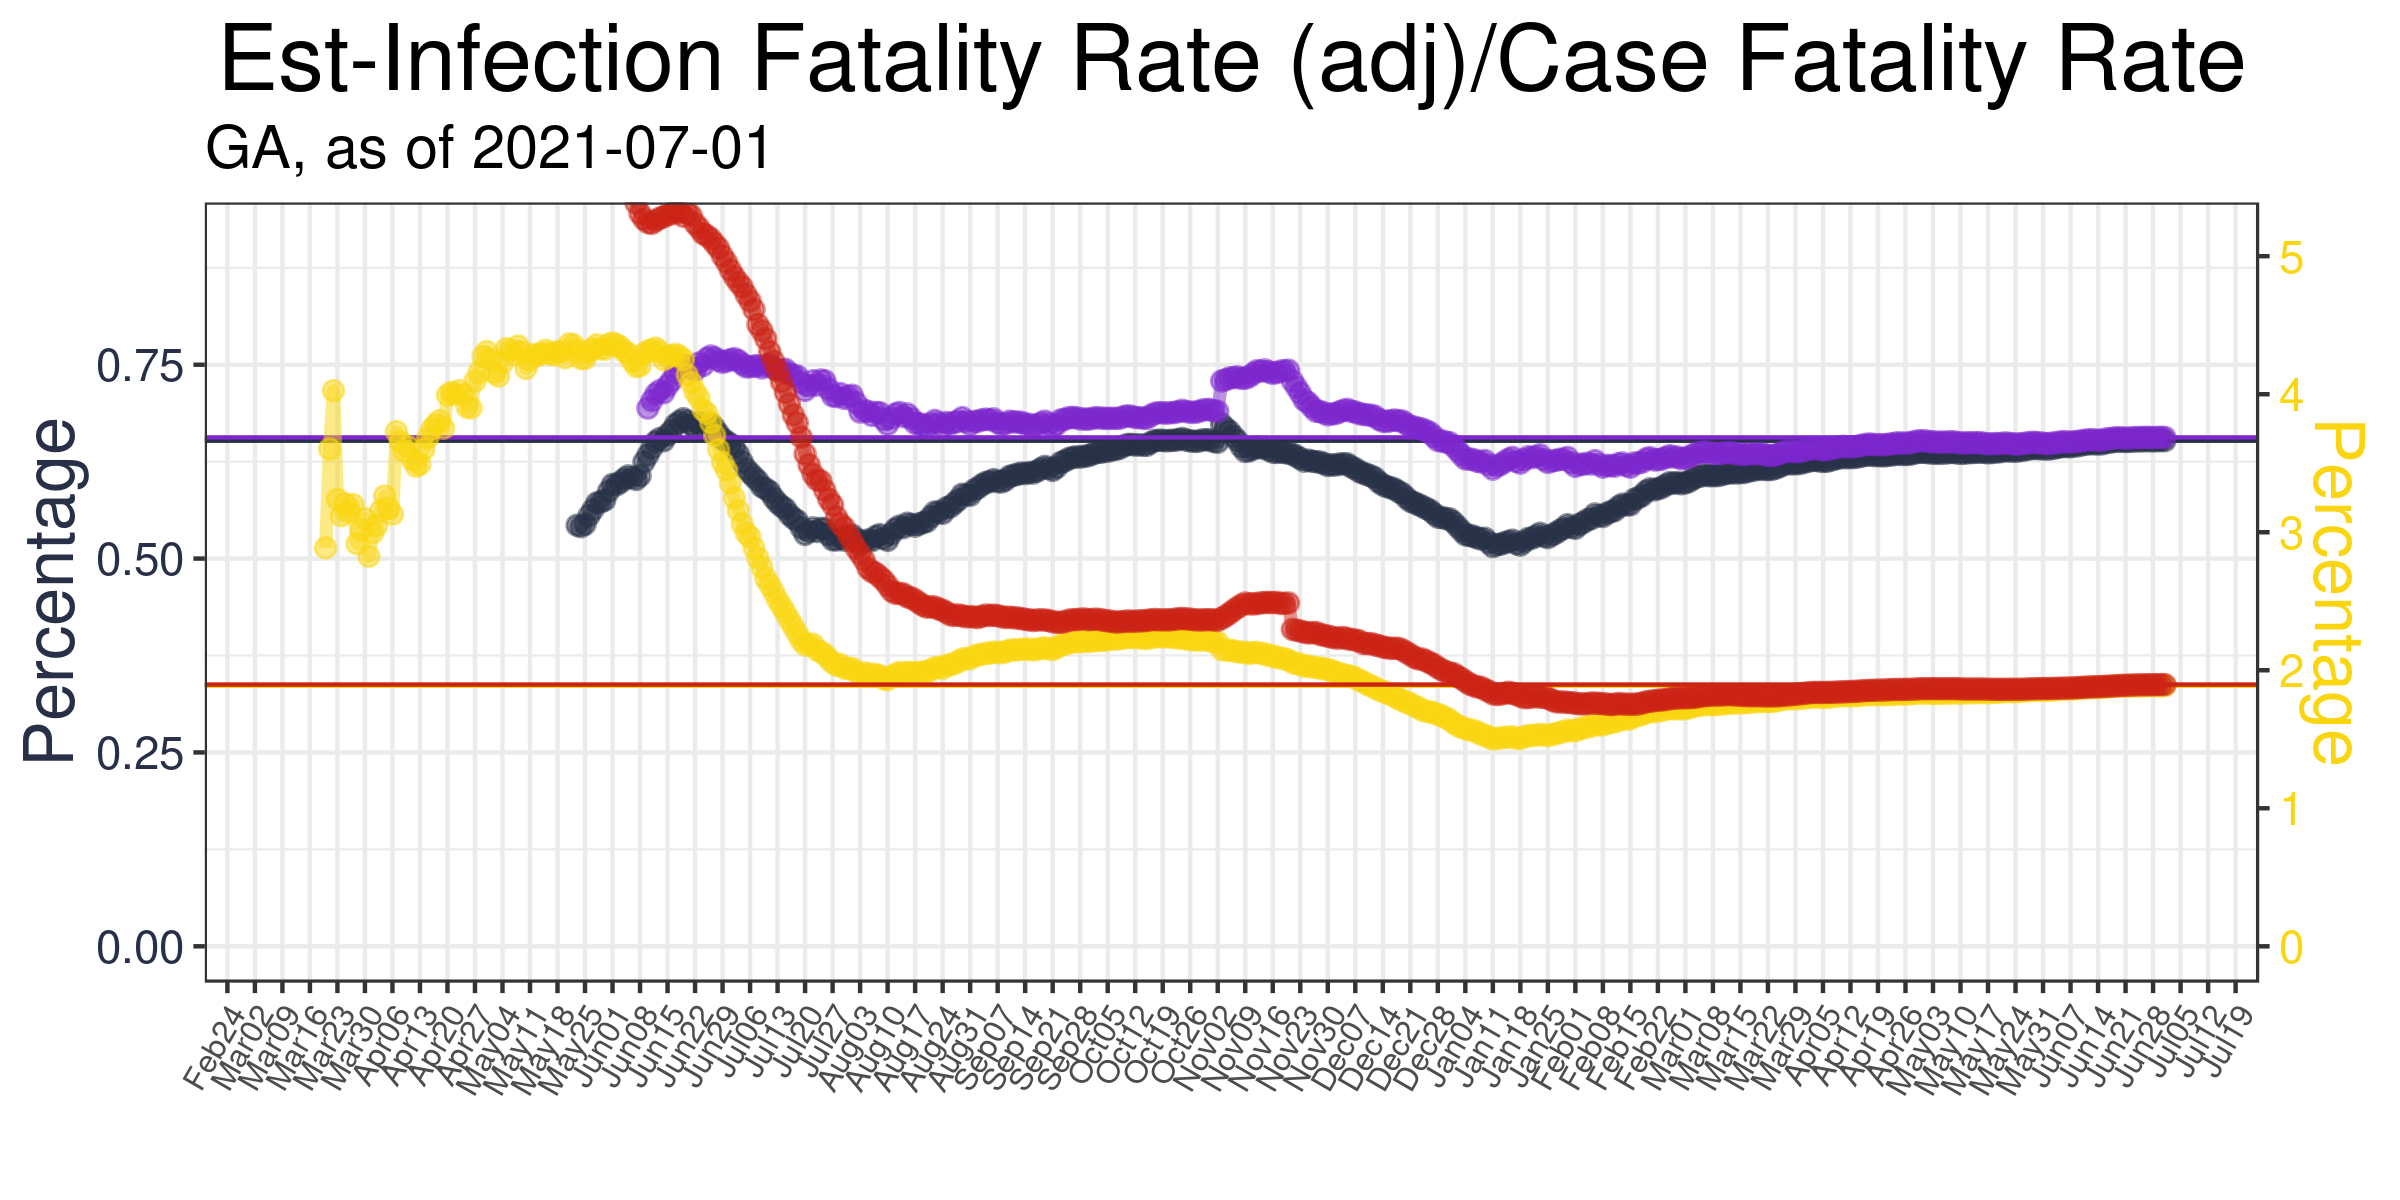 Est-Infection Fatality Rate (adj)/Case Fatality Rate
GA, as of 2021-07-01
Percentage
0.75
0.50
0.25
0.00
5
4
3
2
1
0
Percentage
Feb24
Mar02
Mar09
Mar16
Mar23
Mar30
Apr06
Apr13
Apr20
Apr27
May04
May11
May18
May25
Jun01
Jun08
Jun15
Jun22
Jun29
Jul06
Jul13
Jul20
Jul27
Aug03
Aug10
Aug17
Aug24
Aug31
Sep07
Sep14
Sep21
Sep28
Oct05
Oct12
Oct19
Oct26
Nov02
Nov09
Nov16
Nov23
Nov30
Dec07
Dec14
Dec21
Dec28
Jan04
Jan11
Jan18
Jan25
Feb01
Feb08
Feb15
Feb22
Mar01
Mar08
Mar15
Mar22
Mar29
Apr05
Apr12
Apr19
Apr26
May03
May10
May17
May24
May31
Jun07
Jun14
Jun21
Jun28
Jul05
Jul12
Jul19